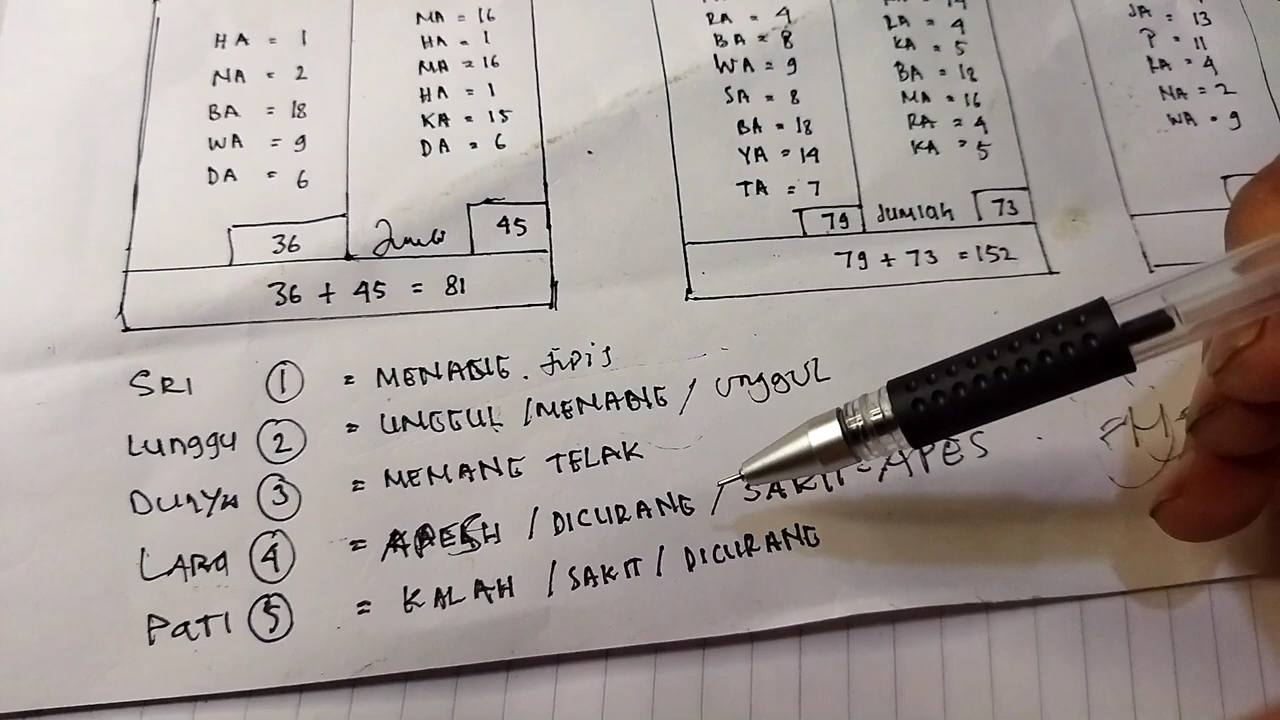 HA = 1
NA = 2
BA = 18
WA = 9
DA = 6
36
MA = 16
HA = 1
MA = 16
HA = 1
KA = 15
DA = 6
45
36 + 45 = 81
RA = 4
BA = 8
WA = 9
SA = 8
BA = 18
YA = 14
TA = 7
79
Jumlah
RA = 4
KA = 5
BA = 18
MA = 16
RA = 4
KA = 5
73
79 + 73 = 152
JA = 13
P = 11
RA = 4
NA = 2
WA = 9
SRI 1 = MENANG. tipis
Lunggu 2 = UNGGUL / MENANG / Unggul
DUNYA 3 = MEMANG TELAK
LARA 4 = APESH / DICURANG / SAKIT = APES
PATI 5 = KALAH / SAKIT / DICURANG